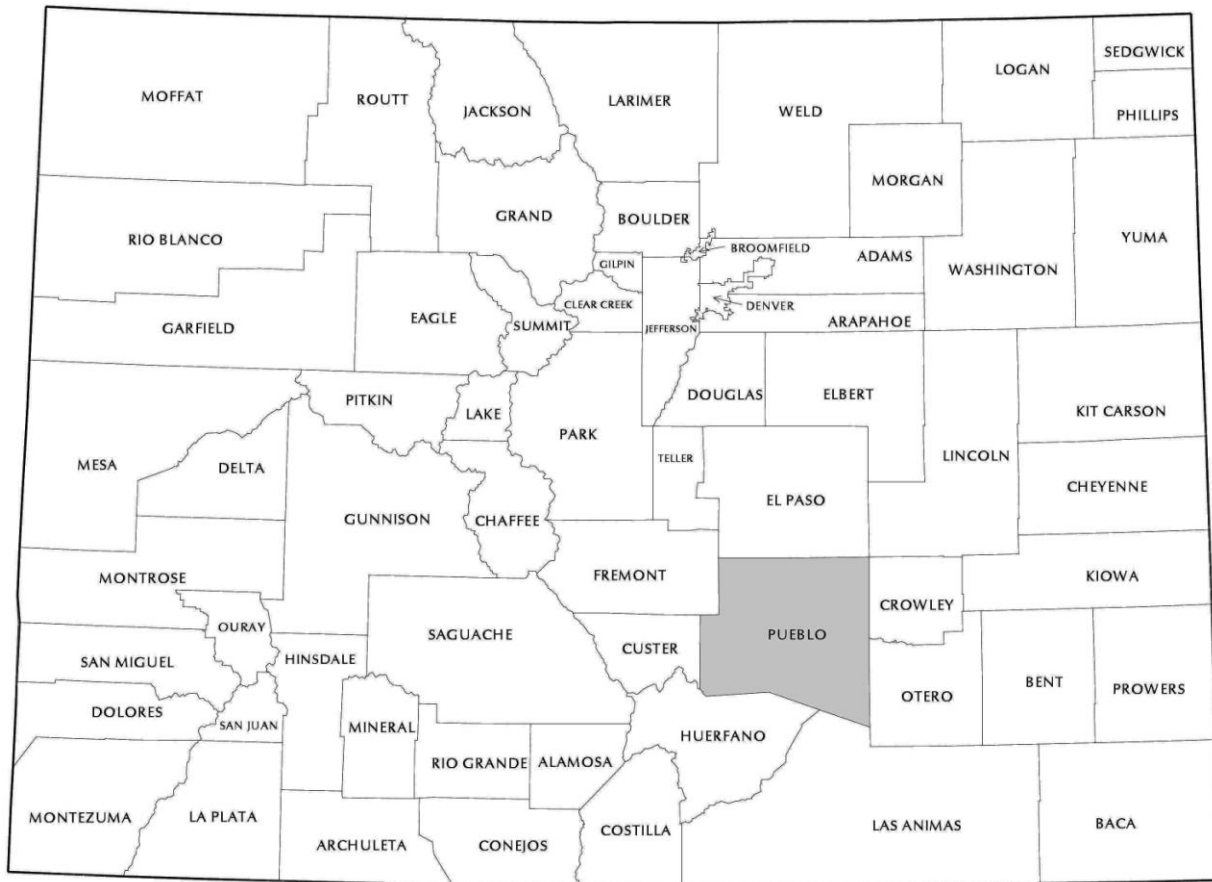 MOFFAT
ROUTT
JACKSON
LARIMER
WELD
LOGAN
SEDGWICK
PHILLIPS
MORGAN
RIO BLANCO
GRAND
BOULDER
YUMA
BROOMFIELD
ADAMS
WASHINGTON
GILPIN
CLEAR CREEK
DENVER
GARFIELD
EAGLE
SUMMIT
JEFFERSON
ARAPAHOE
PITKIN
LAKE
DOUGLAS
ELBERT
KIT CARSON
MESA
DELTA
PARK
TELLER
LINCOLN
CHEYENNE
GUNNISON
CHAFFEE
EL PASO
MONTROSE
FREMONT
KIOWA
CROWLEY
OURAY
SAGUACHE
PUEBLO
SAN MIGUEL
HINSDALE
CUSTER
BENT
PROWERS
OTERO
DOLORES
SAN JUAN
MINERAL
HUERFANO
RIO GRANDE
ALAMOSA
MONTEZUMA
LA PLATA
COSTILLA
LAS ANIMAS
BACA
ARCHULETA
CONEJOS